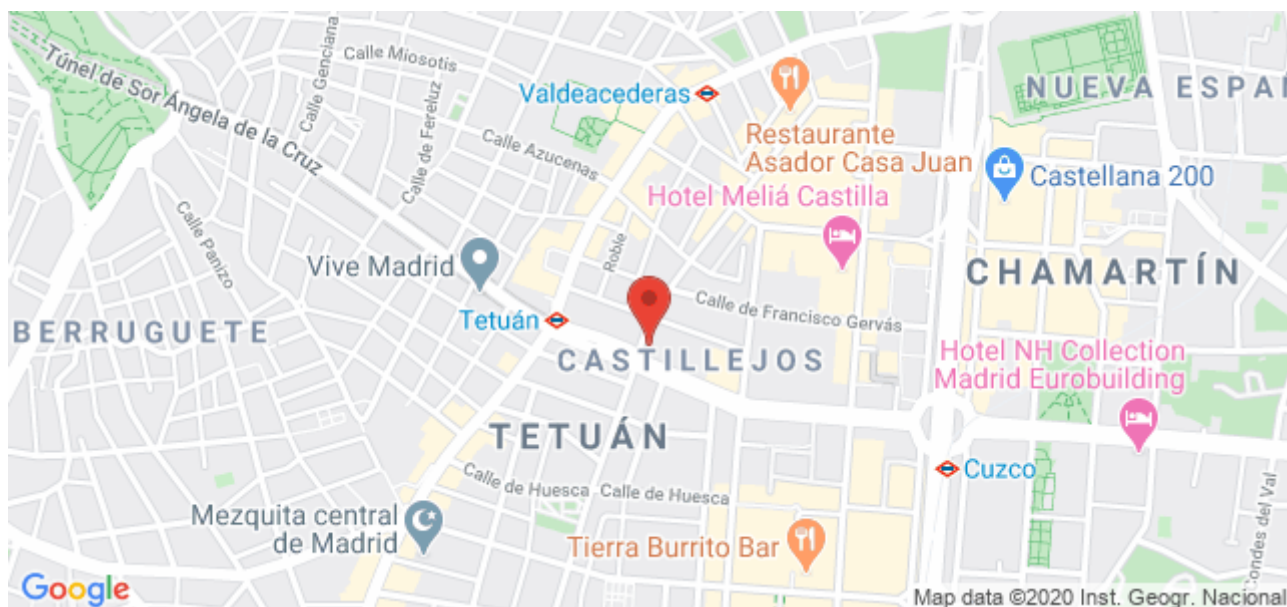 Túnel de Sor Ángela de la Cruz
Calle Genciana
Calle Miosotis
Calle de Fereluz
Valdeacederas
Calle Azucenas
Restaurante
Asador Casa Juan
NUEVA ESPAÑ
Castellana 200
Hotel Meliá Castilla
Calle Panizo
Vive Madrid
Roble
CHAMARTÍN
Calle de Francisco Gervás
Tetuán
BERRUGUETE
CASTILLEJOS
Hotel NH Collection
Madrid Eurobuilding
TETUÁN
Cuzco
Calle de Huesca
Calle de Huesca
Mezquita central
de Madrid
Tierra Burrito Bar
Condes del Val
Google
Map data ©2020 Inst. Geogr. Nacional